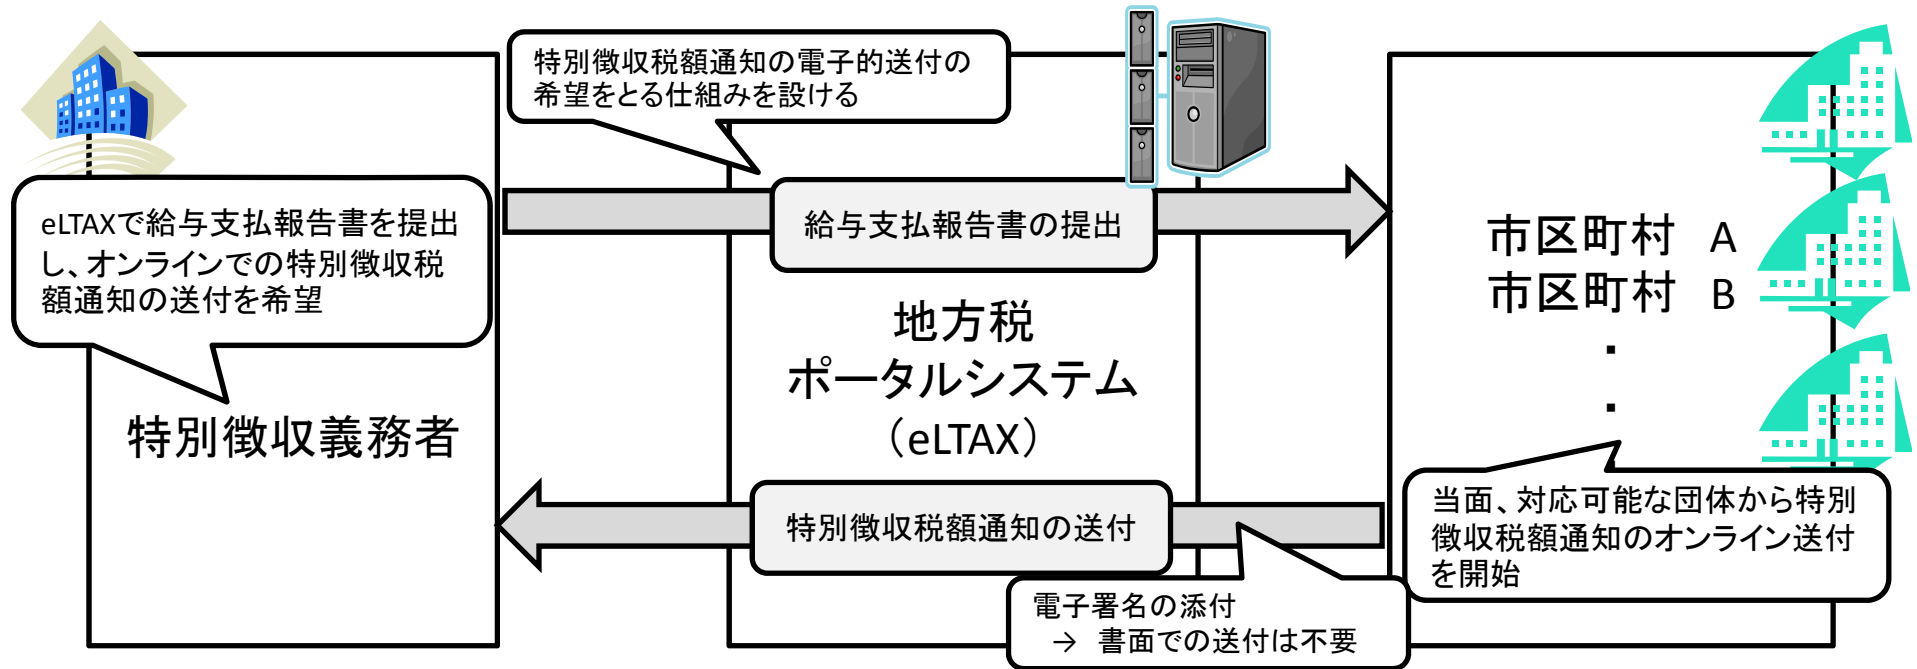 特別徴収税額通知の電子的送付の
希望をとる仕組みを設ける
eLTAXで給与支払報告書を提出
し、オンラインでの特別徴収税
額通知の送付を希望
特別徴収義務者
給与支払報告書の提出
地方税
ポータルシステム
（eLTAX）
特別徴収税額通知の送付
電子署名の添付
→ 書面での送付は不要
市区町村 A
市区町村 B
・
・
当面、対応可能な団体から特別
徴収税額通知のオンライン送付
を開始